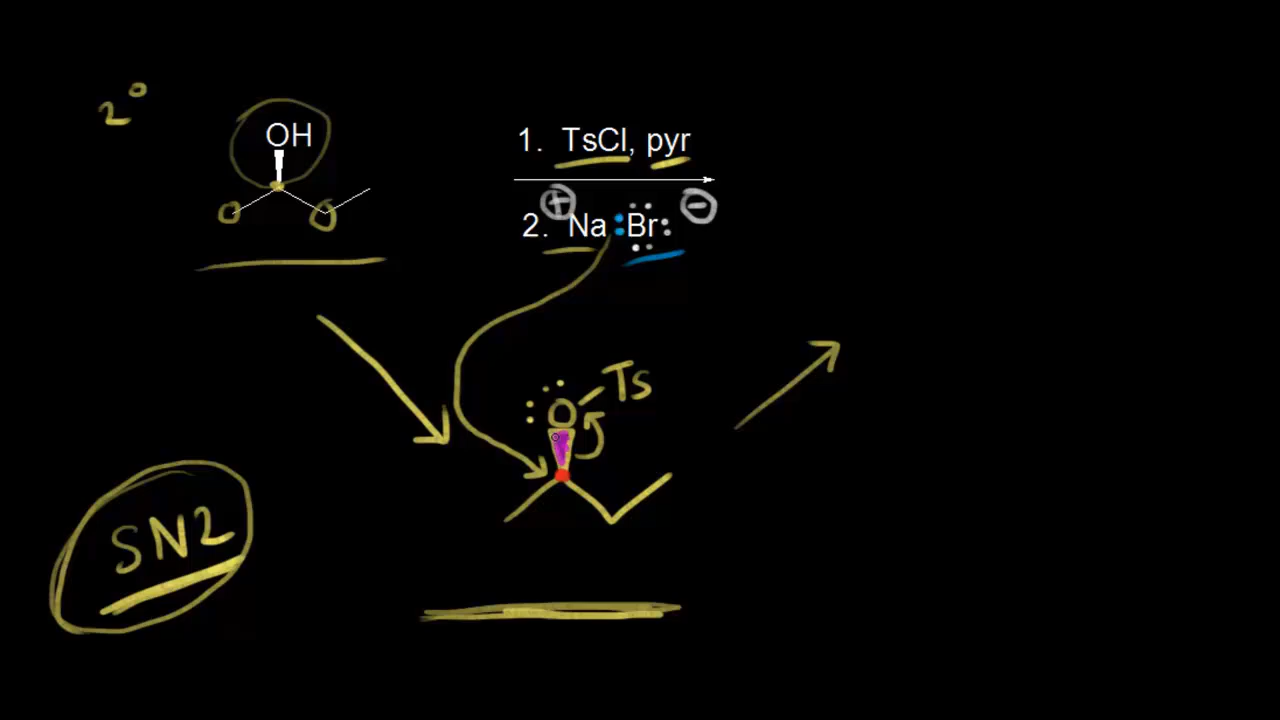 2°
OH
1. TsCl, pyr
⊕ ⊖
2. Na :Br:
O-Ts
SN2